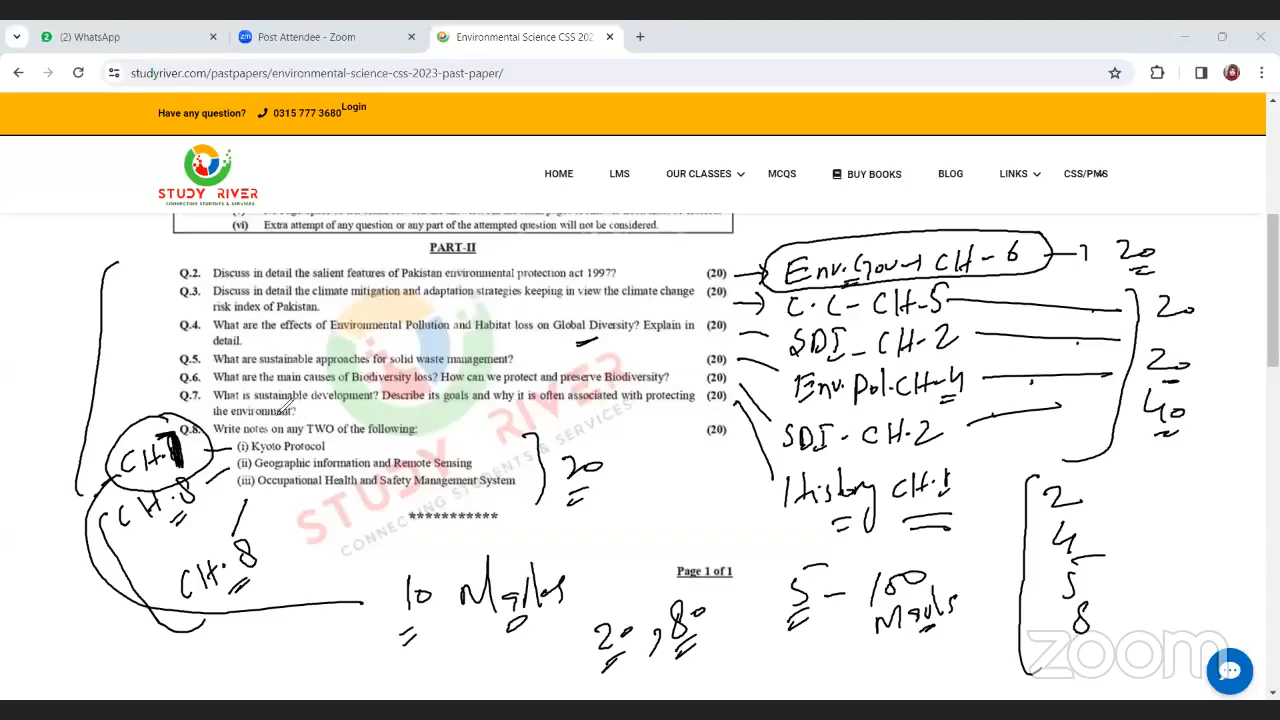 (2) WhatsApp
Post Attendee - Zoom
Environmental Science CSS 202
studyriver.com/pastpapers/environmental-science-css-2023-past-paper/
Have any question? 0315 777 3680 Login
STUDY RIVER
CONNECTING STUDENTS & SERVICES
HOME LMS OUR CLASSES MCQS BUY BOOKS BLOG LINKS CSS/PMS
(vi) Extra attempt of any question or any part of the attempted question will not be considered.
PART-II
Q.2. Discuss in detail the salient features of Pakistan environmental protection act 1997? (20)
Q.3. Discuss in detail the climate mitigation and adaptation strategies keeping in view the climate change (20)
risk index of Pakistan.
Q.4. What are the effects of Environmental Pollution and Habitat loss on Global Diversity? Explain in (20)
detail.
Q.5. What are sustainable approaches for solid waste management? (20)
Q.6. What are the main causes of Biodiversity loss? How can we protect and preserve Biodiversity? (20)
Q.7. What is sustainable development? Describe its goals and why it is often associated with protecting (20)
the environment?
Q.8. Write notes on any TWO of the following: (20)
(i) Kyoto Protocol
(ii) Geographic information and Remote Sensing
(iii) Occupational Health and Safety Management System
***********
Page 1 of 1
STUDY RIVER
CONNECTING STUDENTS & SERVICES
Env. Gov CH-6 20
C.C - CH-5 20
SDI - CH-2
Env. Pol. CH-4 20
40
SDI - CH.2
History CH.1
CH.7
CH.8
CH.8
20
10 Marks
20, 80
5 - 100
Marks
2
4
5
8
zoom